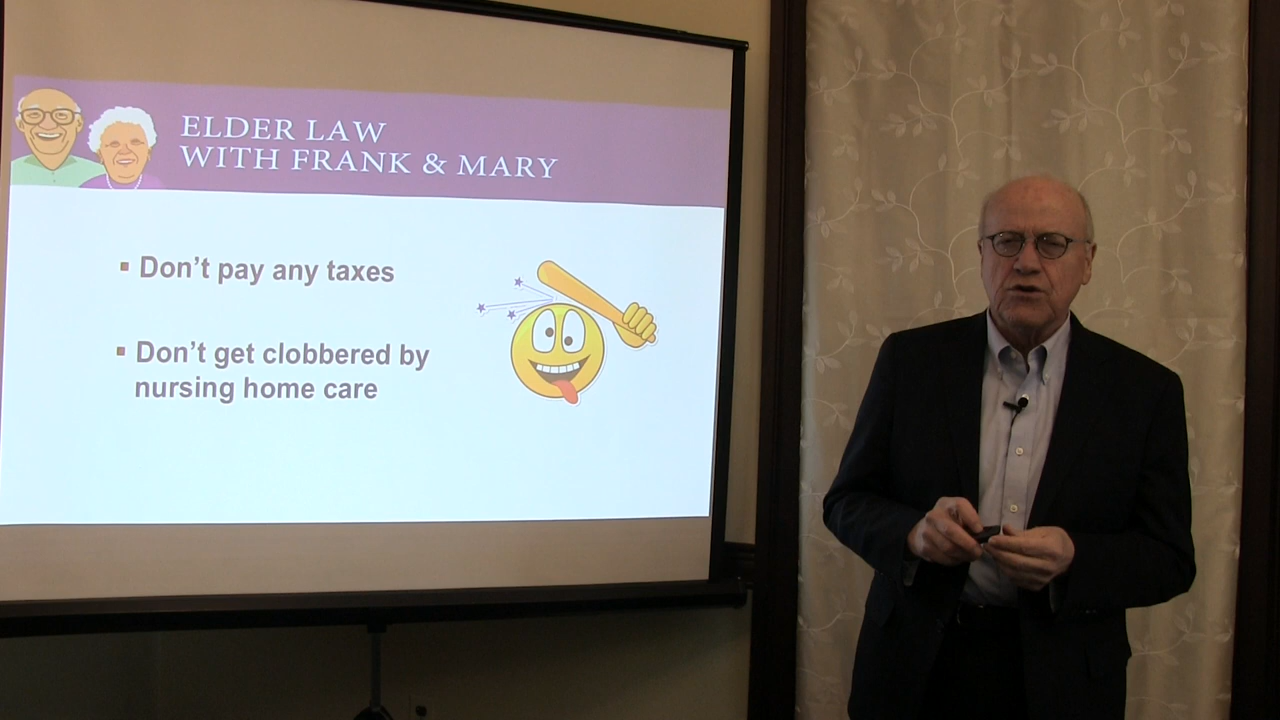 ELDER LAW
WITH FRANK & MARY
▪ Don't pay any taxes
▪ Don't get clobbered by
nursing home care